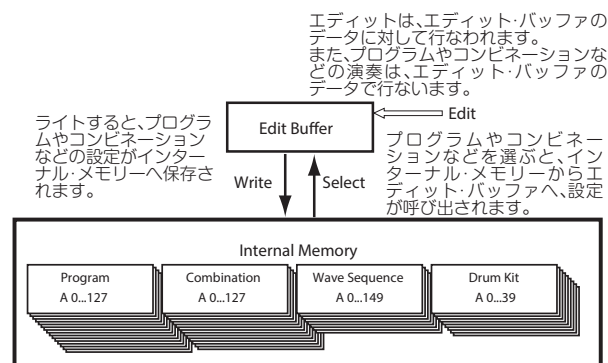 エディットは、エディット・バッファの
データに対して行なわれます。
また、プログラムやコンビネーションな
どの演奏は、エディット・バッファの
データで行ないます。
Edit
Edit Buffer
ライトすると、プログラ
ムやコンビネーション
などの設定がインター
ナル・メモリーへ保存さ
れます。
Write
Select
プログラムやコンビネー
ションなどを選ぶと、イン
ターナル・メモリーからエ
ディット・バッファへ、設定
が呼び出されます。
Internal Memory
Program
A 0...127
Combination
A 0...127
Wave Sequence
A 0...149
Drum Kit
A 0...39